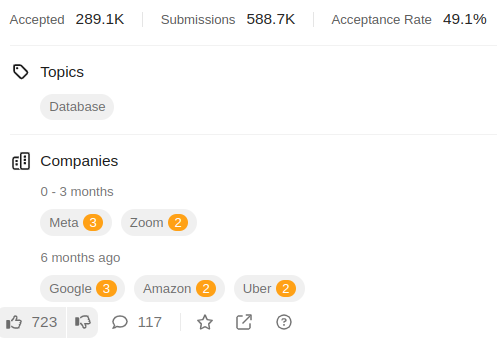 Accepted 289.1K Submissions 588.7K Acceptance Rate 49.1%
Topics
Database
Companies
0 - 3 months
Meta 3 Zoom 2
6 months ago
Google 3 Amazon 2 Uber 2
723 117